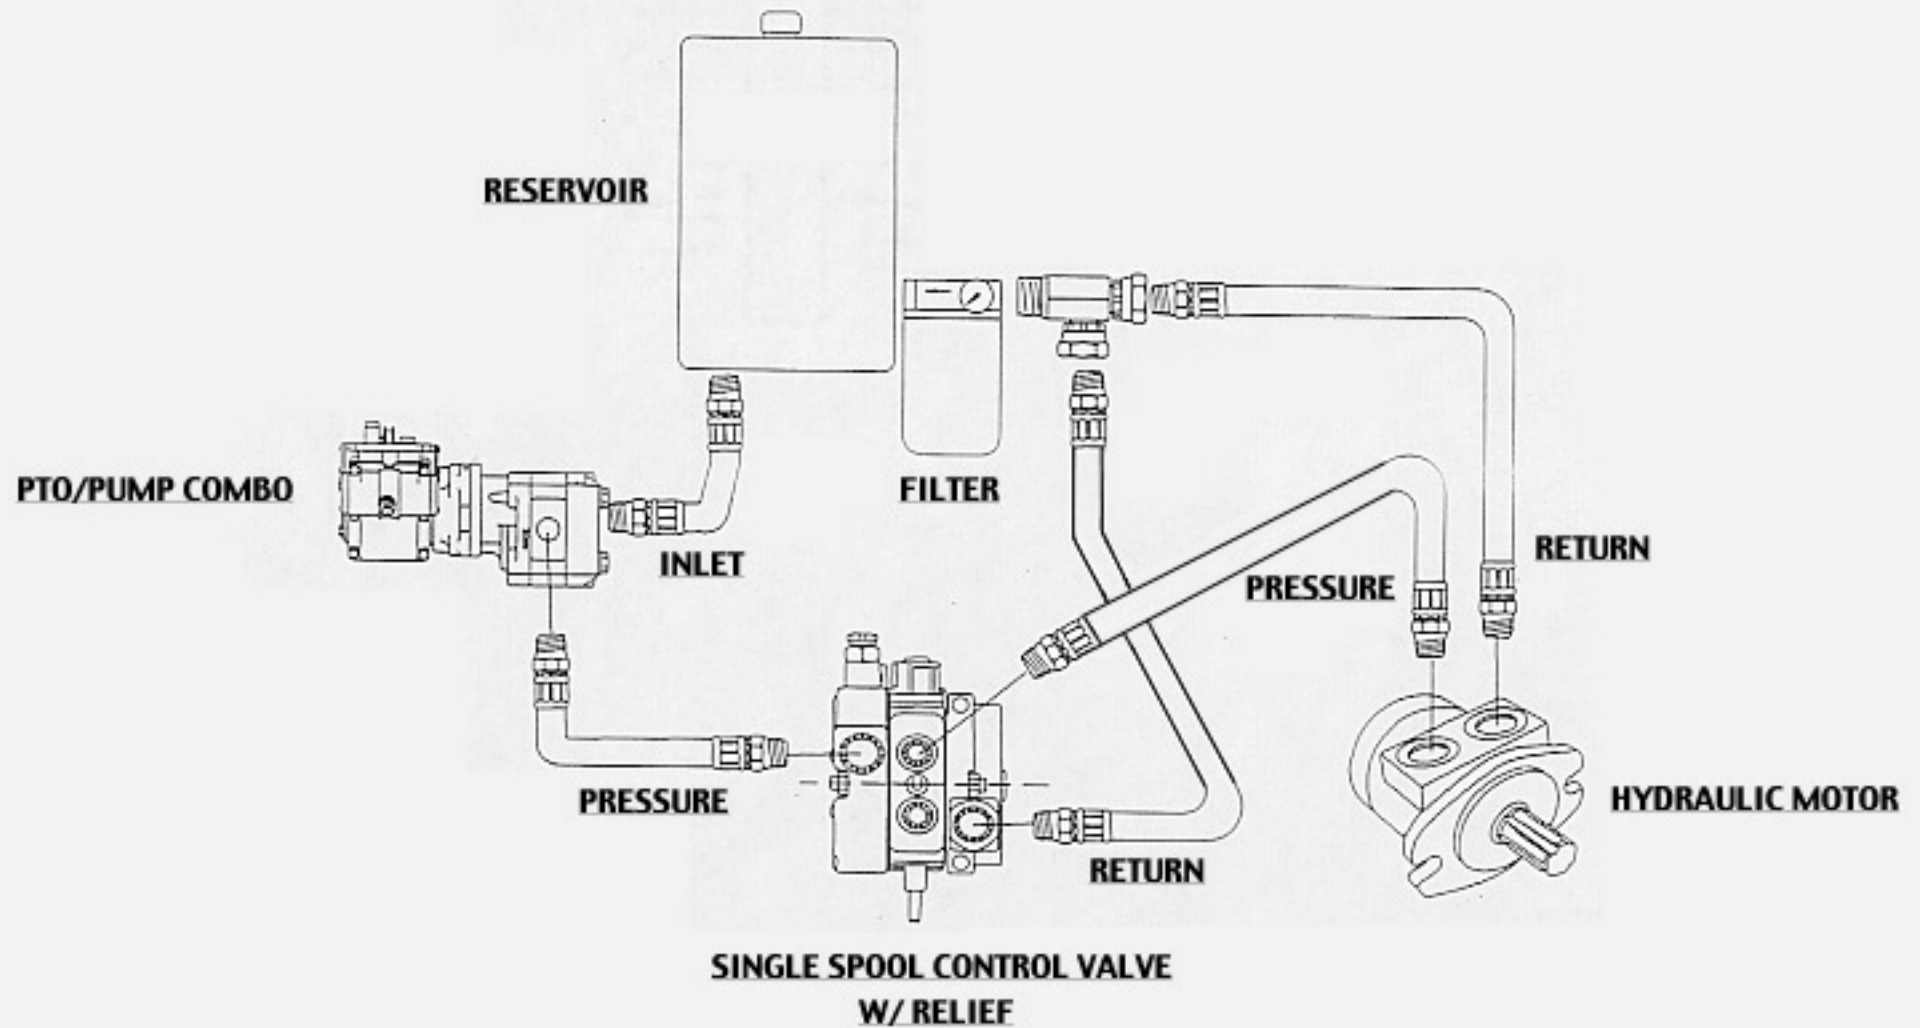 RESERVOIR
PTO/PUMP COMBO
FILTER
INLET
RETURN
PRESSURE
PRESSURE
HYDRAULIC MOTOR
RETURN
SINGLE SPOOL CONTROL VALVE
W/ RELIEF